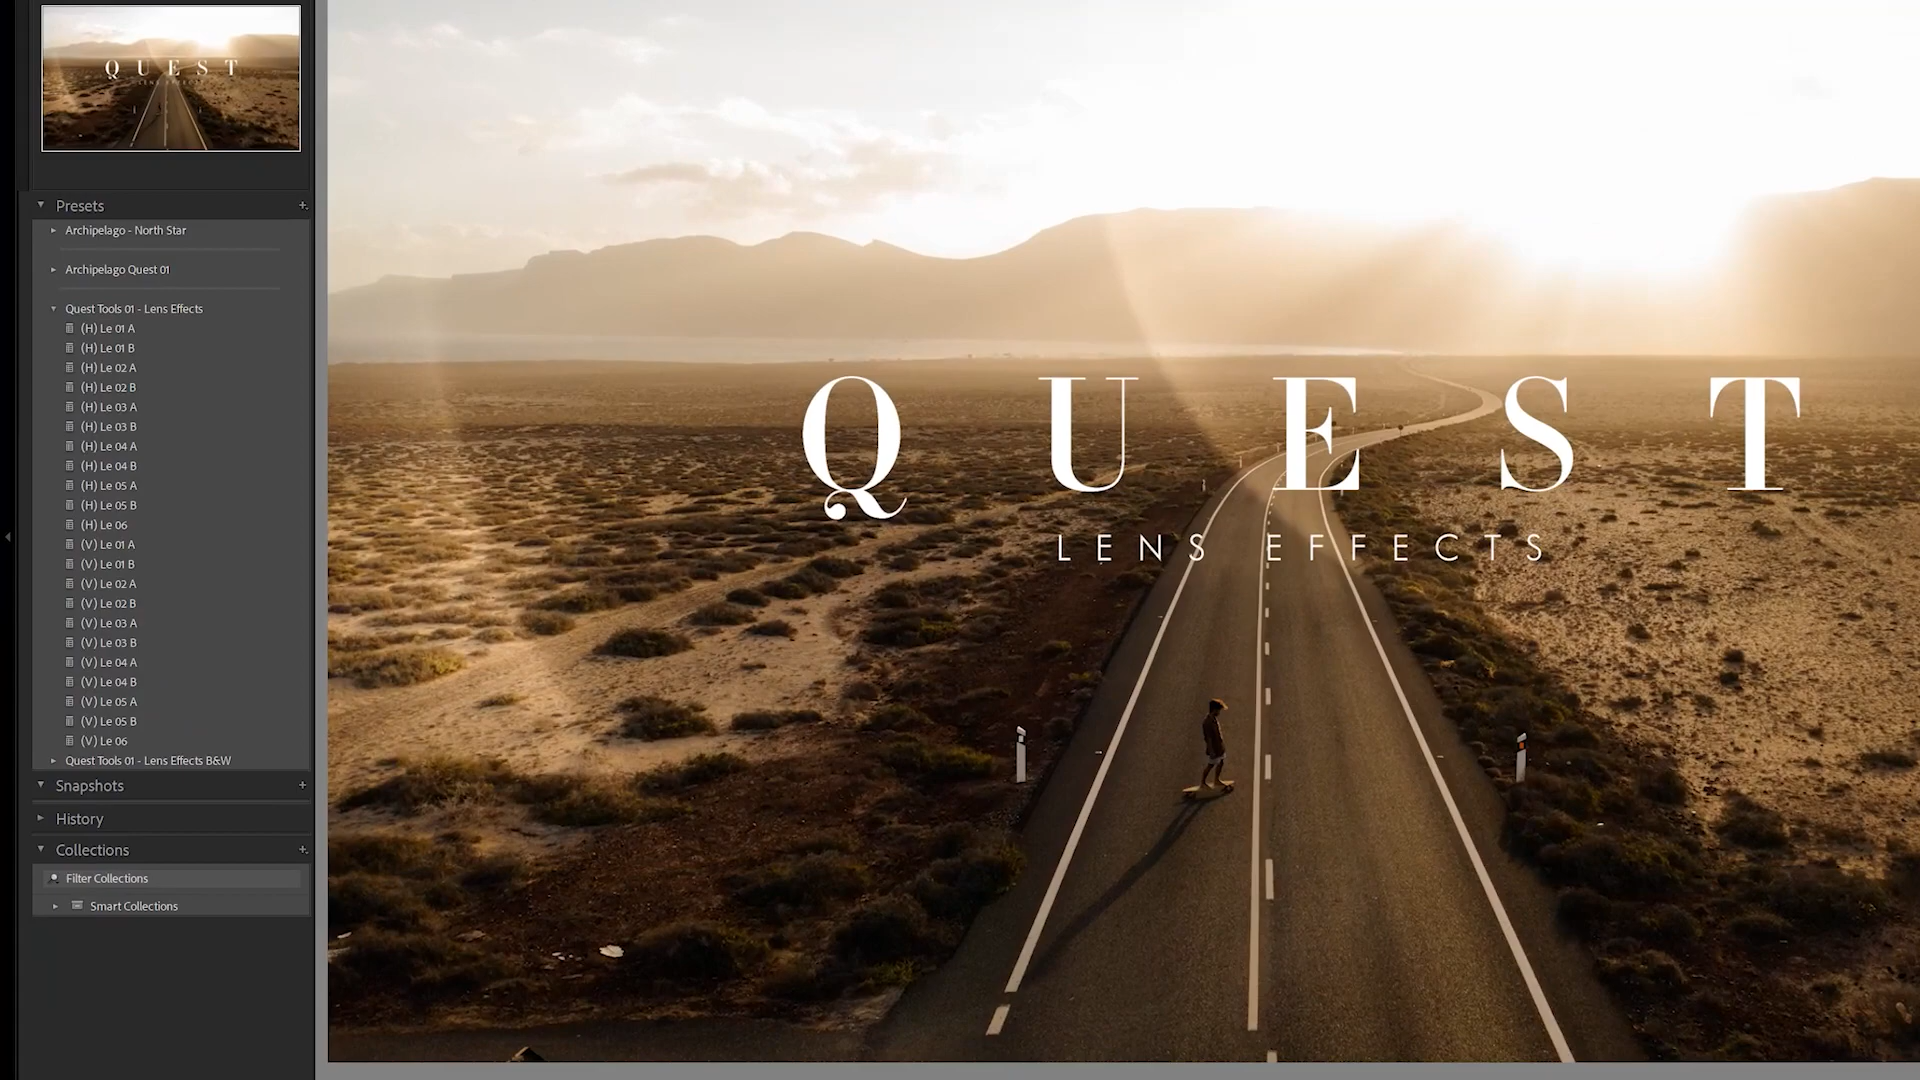 QUEST
Presets
Archipelago - North Star
Archipelago Quest 01
Quest Tools 01 - Lens Effects
(H) Le 01 A
(H) Le 01 B
(H) Le 02 A
(H) Le 02 B
(H) Le 03 A
(H) Le 03 B
(H) Le 04 A
(H) Le 04 B
(H) Le 05 A
(H) Le 05 B
(H) Le 06
(V) Le 01 A
(V) Le 01 B
(V) Le 02 A
(V) Le 02 B
(V) Le 03 A
(V) Le 03 B
(V) Le 04 A
(V) Le 04 B
(V) Le 05 A
(V) Le 05 B
(V) Le 06
Quest Tools 01 - Lens Effects B&W
Snapshots
History
Collections
Filter Collections
Smart Collections
QUEST
LENS EFFECTS